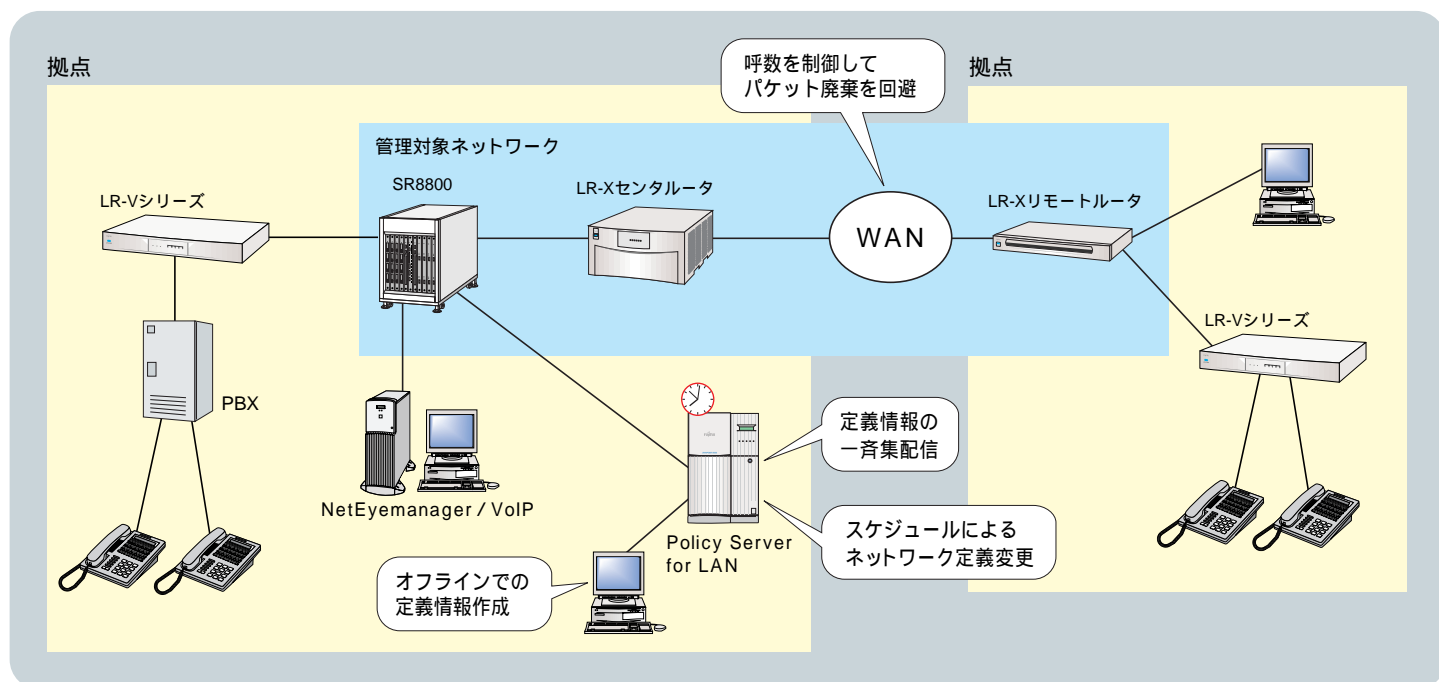 拠点
拠点
呼数を制御して
パケット廃棄を回避
管理対象ネットワーク
SR8800
LR-Xセンタルータ
LR-Vシリーズ
WAN
LR-Xリモートルータ
LR-Vシリーズ
PBX
NetEyemanager / VoIP
定義情報の
一斉集配信
Policy Server
for LAN
スケジュールによる
ネットワーク定義変更
オフラインでの
定義情報作成